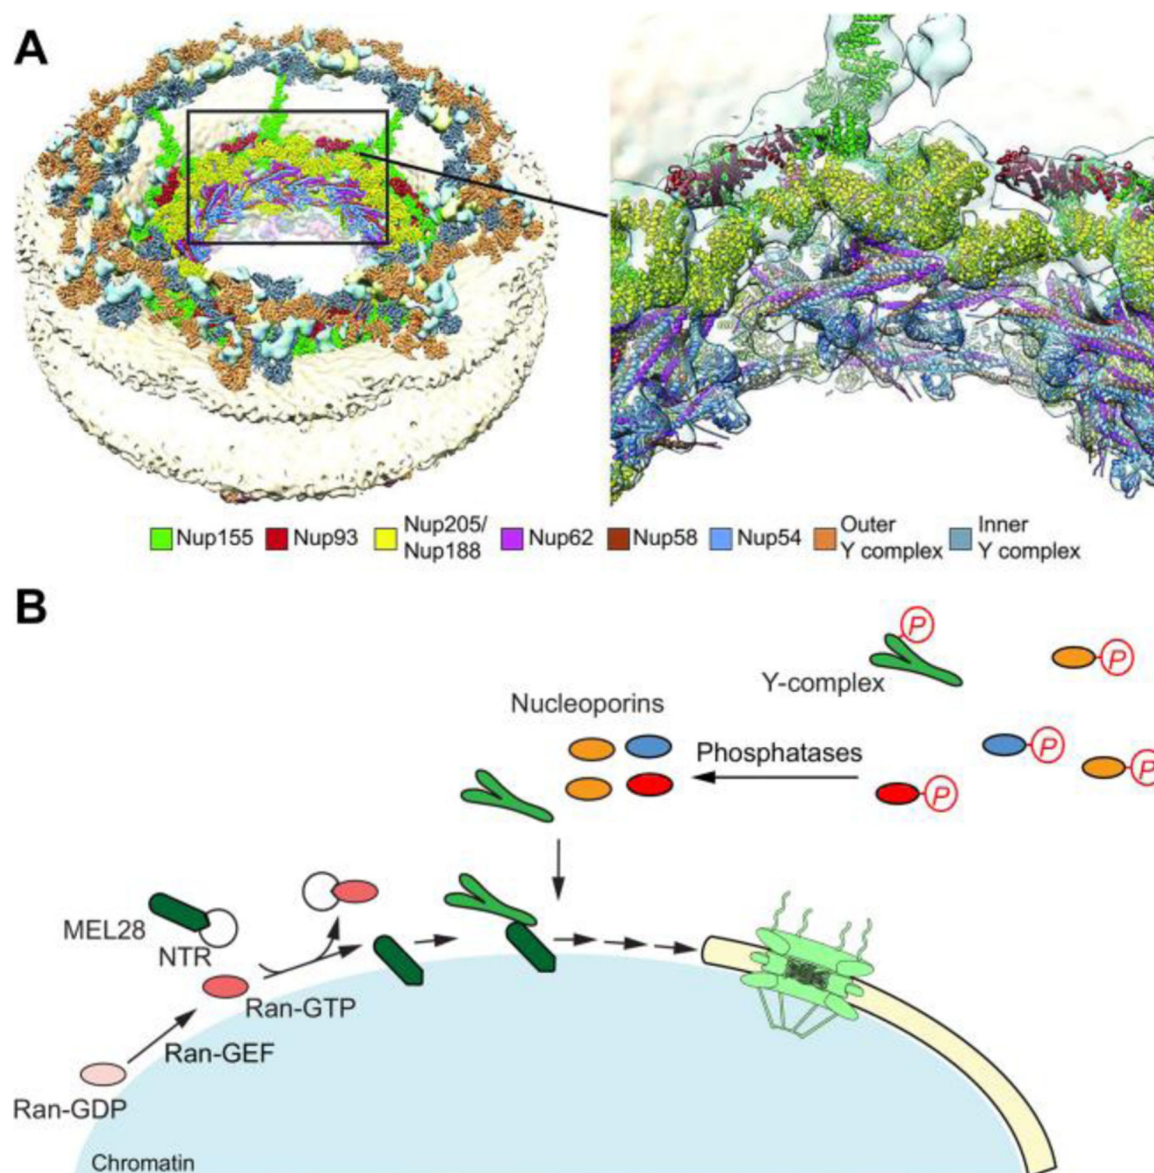 A
Nup155
Nup93
Nup205/
Nup188
Nup62
Nup58
Nup54
Outer
Y complex
Inner
Y complex
B
P
Y-complex
P
Nucleoporins
P
Phosphatases
P
P
MEL28
NTR
Ran-GTP
Ran-GEF
Ran-GDP
Chromatin